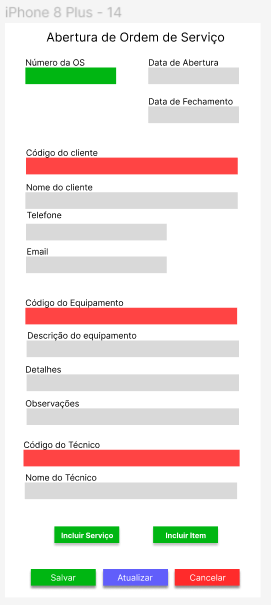 iPhone 8 Plus - 14
Abertura de Ordem de Serviço
Número da OS
Data de Abertura
Data de Fechamento
Código do cliente
Nome do cliente
Telefone
Email
Código do Equipamento
Descrição do equipamento
Detalhes
Observações
Código do Técnico
Nome do Técnico
Incluir Serviço
Incluir Item
Salvar
Atualizar
Cancelar